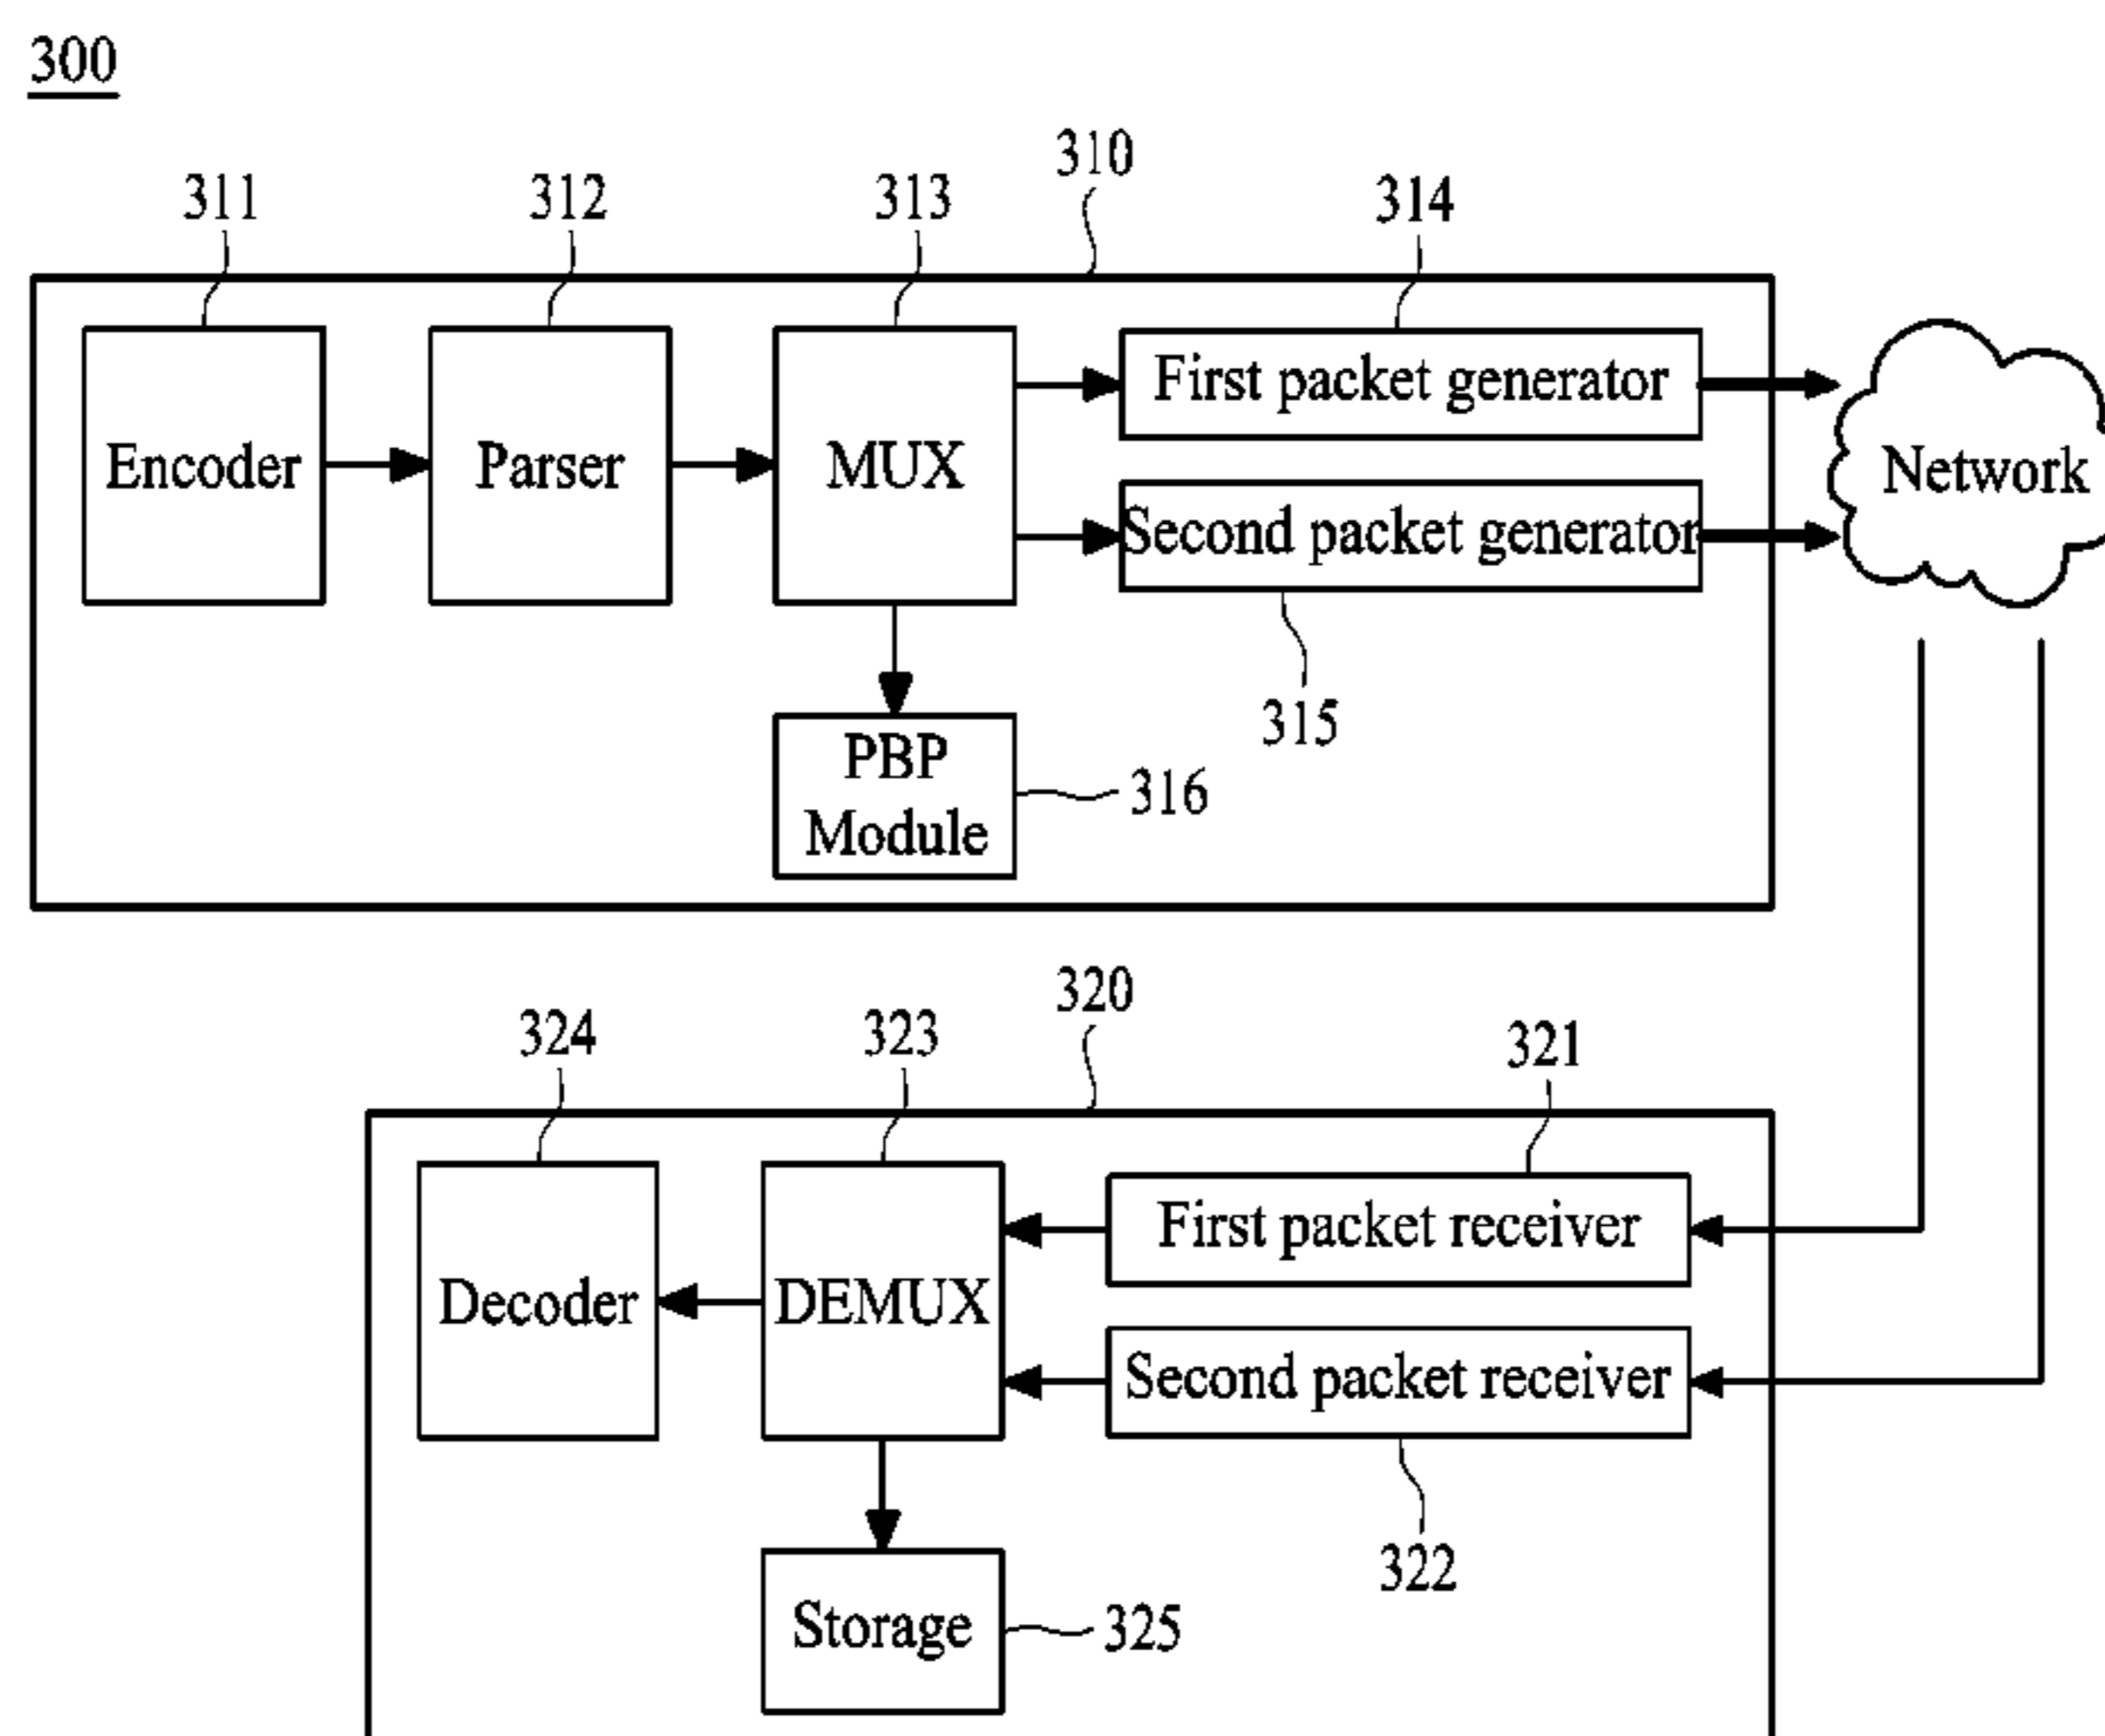 300
310
311
312
313
314
Encoder
Parser
MUX
First packet generator
Second packet generator
Network
315
PBP
Module
316
320
324
323
321
Decoder
DEMUX
First packet receiver
Second packet receiver
322
Storage
325